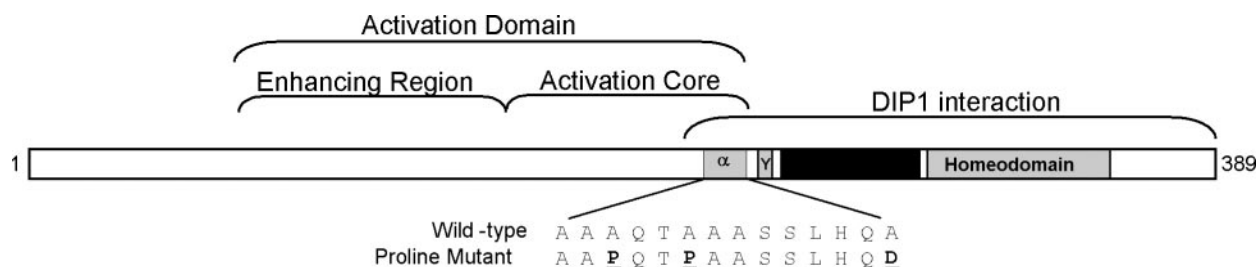 Activation Domain
Enhancing Region Activation Core
DIP1 interaction
1 α Y Homeodomain 389
Wild -type A A A Q T A A A S S L H Q A
Proline Mutant A A P Q T P A A S S L H Q D